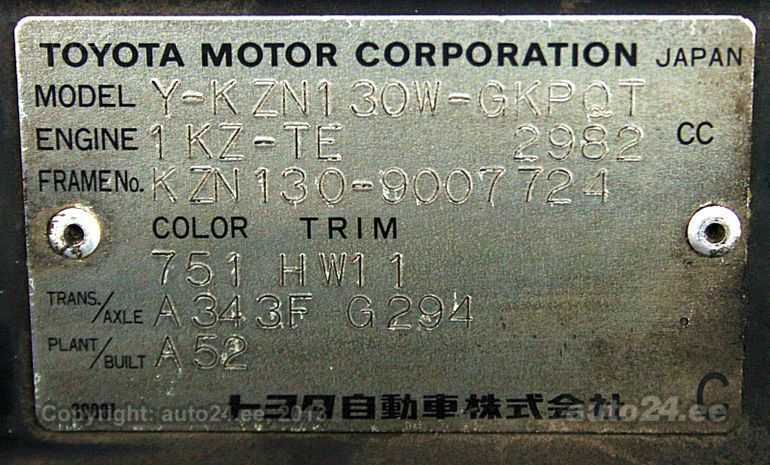 TOYOTA MOTOR CORPORATION JAPAN
MODEL Y-KZN130W-GKPQT
ENGINE 1KZ-TE 2982 CC
FRAME No. KZN130-9007724
COLOR TRIM
751 HW11
TRANS./AXLE A343F G294
PLANT/BUILT A52
トヨタ自動車株式会社 C
Copyright: auto24.ee, 2013
auto24.ee